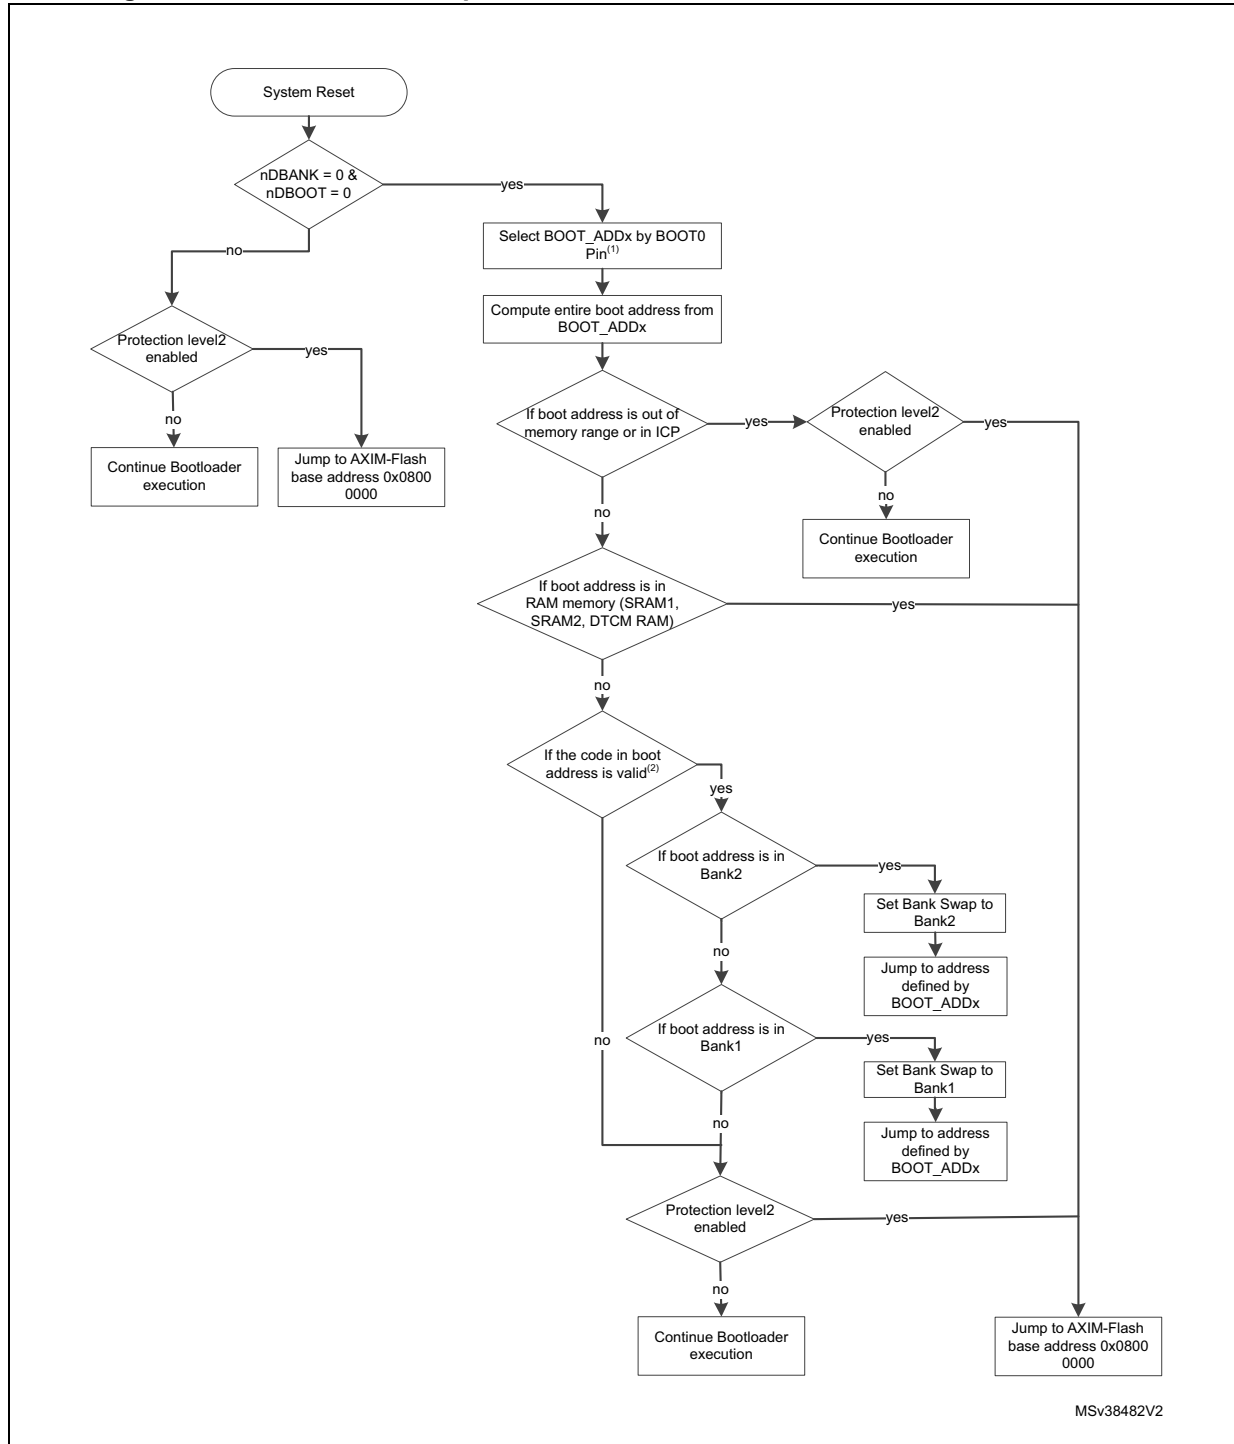 System Reset
nDBANK = 0 &
nDBOOT = 0
yes
no
Select BOOT_ADDx by BOOT0
Pin(1)
Compute entire boot address from
BOOT_ADDx
Protection level2
enabled
yes
no
Continue Bootloader
execution
Jump to AXIM-Flash
base address 0x0800
0000
If boot address is out of
memory range or in ICP
yes
no
Protection level2
enabled
yes
no
Continue Bootloader
execution
If boot address is in
RAM memory (SRAM1,
SRAM2, DTCM RAM)
yes
no
If the code in boot
address is valid(2)
yes
no
If boot address is in
Bank2
yes
no
Set Bank Swap to
Bank2
Jump to address
defined by
BOOT_ADDx
If boot address is in
Bank1
yes
no
Set Bank Swap to
Bank1
Jump to address
defined by
BOOT_ADDx
Protection level2
enabled
yes
no
Continue Bootloader
execution
Jump to AXIM-Flash
base address 0x0800
0000
MSv38482V2